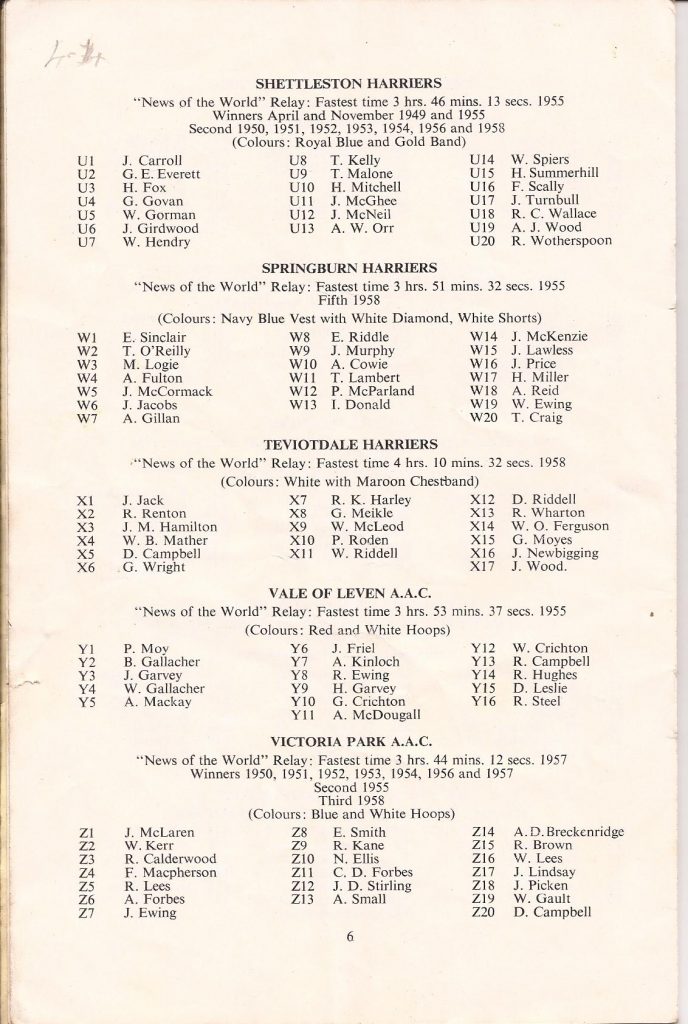 4-14
SHETTLESTON HARRIERS
"News of the World" Relay: Fastest time 3 hrs. 46 mins. 13 secs. 1955
Winners April and November 1949 and 1955
Second 1950, 1951, 1952, 1953, 1954, 1956 and 1958
(Colours: Royal Blue and Gold Band)
U1 J. Carroll U8 T. Kelly U14 W. Spiers
U2 G. E. Everett U9 T. Malone U15 H. Summerhill
U3 H. Fox U10 H. Mitchell U16 F. Scally
U4 G. Govan U11 J. McGhee U17 J. Turnbull
U5 W. Gorman U12 J. McNeil U18 R. C. Wallace
U6 J. Girdwood U13 A. W. Orr U19 A. J. Wood
U7 W. Hendry U20 R. Wotherspoon
SPRINGBURN HARRIERS
"News of the World" Relay: Fastest time 3 hrs. 51 mins. 32 secs. 1955
Fifth 1958
(Colours: Navy Blue Vest with White Diamond, White Shorts)
W1 E. Sinclair W8 E. Riddle W14 J. McKenzie
W2 T. O'Reilly W9 J. Murphy W15 J. Lawless
W3 M. Logie W10 A. Cowie W16 J. Price
W4 A. Fulton W11 T. Lambert W17 H. Miller
W5 J. McCormack W12 P. McParland W18 A. Reid
W6 J. Jacobs W13 I. Donald W19 W. Ewing
W7 A. Gillan W20 T. Craig
TEVIOTDALE HARRIERS
"News of the World" Relay: Fastest time 4 hrs. 10 mins. 32 secs. 1958
(Colours: White with Maroon Chestband)
X1 J. Jack X7 R. K. Harley X12 D. Riddell
X2 R. Renton X8 G. Meikle X13 R. Wharton
X3 J. M. Hamilton X9 W. McLeod X14 W. O. Ferguson
X4 W. B. Mather X10 P. Roden X15 G. Moyes
X5 D. Campbell X11 W. Riddell X16 J. Newbigging
X6 G. Wright X17 J. Wood.
VALE OF LEVEN A.A.C.
"News of the World" Relay: Fastest time 3 hrs. 53 mins. 37 secs. 1955
(Colours: Red and White Hoops)
Y1 P. Moy Y6 J. Friel Y12 W. Crichton
Y2 B. Gallacher Y7 A. Kinloch Y13 R. Campbell
Y3 J. Garvey Y8 R. Ewing Y14 R. Hughes
Y4 W. Gallacher Y9 H. Garvey Y15 D. Leslie
Y5 A. Mackay Y10 G. Crichton Y16 R. Steel
Y11 A. McDougall
VICTORIA PARK A.A.C.
"News of the World" Relay: Fastest time 3 hrs. 44 mins. 12 secs. 1957
Winners 1950, 1951, 1952, 1953, 1954, 1956 and 1957
Second 1955
Third 1958
(Colours: Blue and White Hoops)
Z1 J. McLaren Z8 E. Smith Z14 A. D. Breckenridge
Z2 W. Kerr Z9 R. Kane Z15 R. Brown
Z3 R. Calderwood Z10 N. Ellis Z16 W. Lees
Z4 F. Macpherson Z11 C. D. Forbes Z17 J. Lindsay
Z5 R. Lees Z12 J. D. Stirling Z18 J. Picken
Z6 A. Forbes Z13 A. Small Z19 W. Gault
Z7 J. Ewing Z20 D. Campbell
6